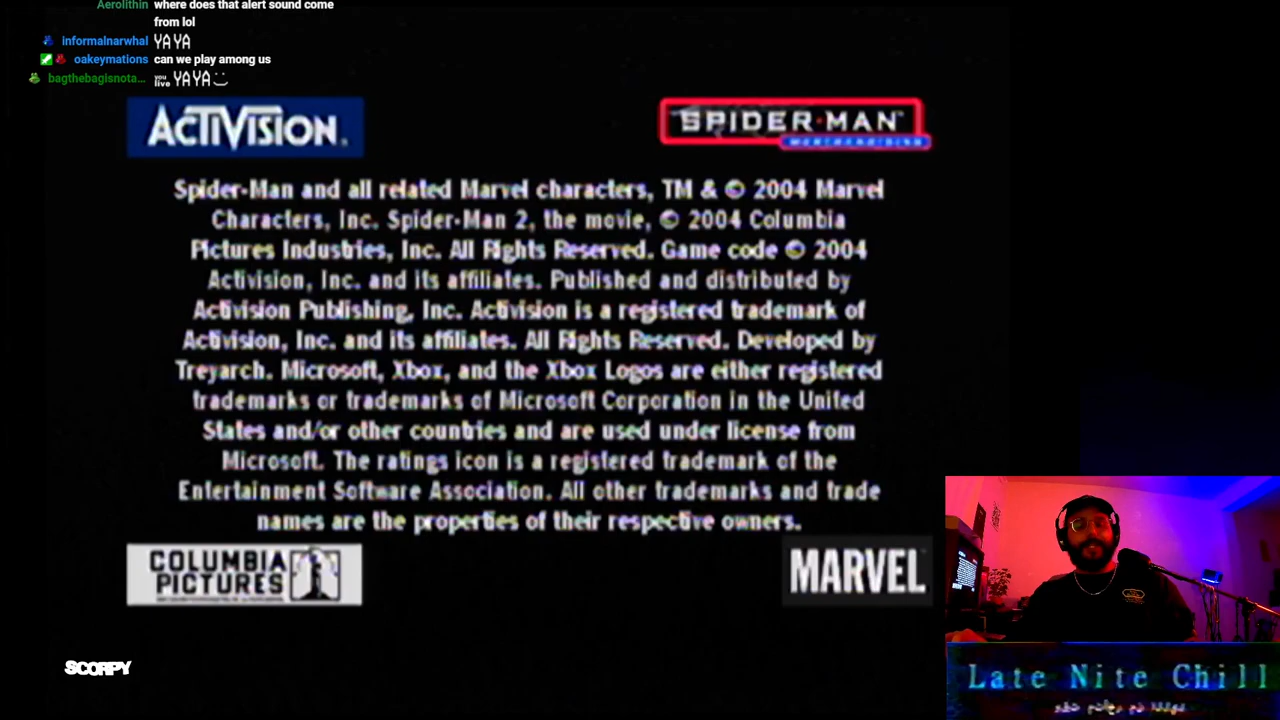 Aerolithin where does that alert sound come
from lol
informalnarwhal YAYA
oakeymations can we play among us
bagthebagisnota... you live YAYA
ACTIVISION.
SPIDER-MAN™
MERCHANDISING
Spider-Man and all related Marvel characters, TM & © 2004 Marvel
Characters, Inc. Spider-Man 2, the movie, © 2004 Columbia
Pictures Industries, Inc. All Rights Reserved. Game code © 2004
Activision, Inc. and its affiliates. Published and distributed by
Activision Publishing, Inc. Activision is a registered trademark of
Activision, Inc. and its affiliates. All Rights Reserved. Developed by
Treyarch. Microsoft, Xbox, and the Xbox Logos are either registered
trademarks or trademarks of Microsoft Corporation in the United
States and/or other countries and are used under license from
Microsoft. The ratings icon is a registered trademark of the
Entertainment Software Association. All other trademarks and trade
names are the properties of their respective owners.
COLUMBIA
PICTURES
MARVEL
SCORPY
Late Nite Chill